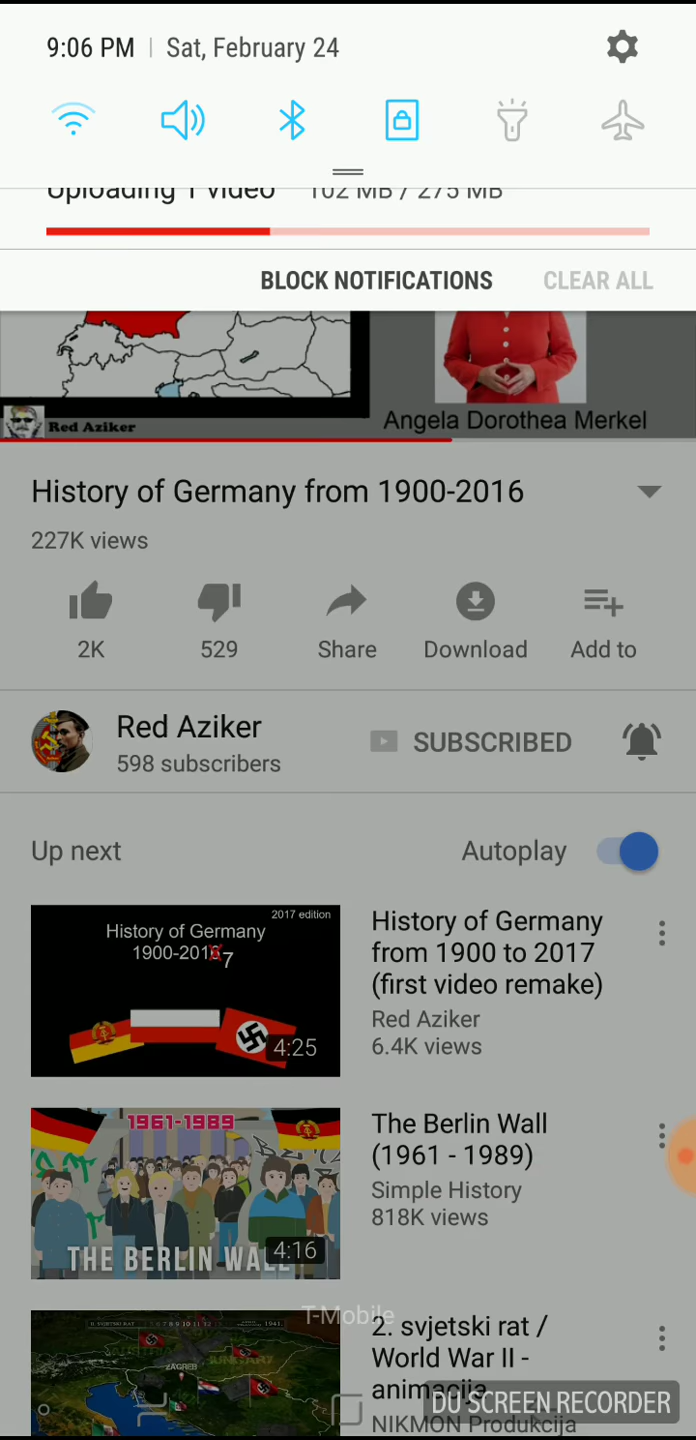 9:06 PM | Sat, February 24
Uploading 1 video 102 MB / 275 MB
BLOCK NOTIFICATIONS CLEAR ALL
Red Aziker
Angela Dorothea Merkel
History of Germany from 1900-2016
227K views
2K 529 Share Download Add to
Red Aziker
598 subscribers
SUBSCRIBED
Up next Autoplay
2017 edition
History of Germany
1900-201 7
4:25
History of Germany
from 1900 to 2017
(first video remake)
Red Aziker
6.4K views
1961-1989
THE BERLIN WALL
4:16
The Berlin Wall
(1961 - 1989)
Simple History
818K views
T-Mobile
ZAGREB
2. svjetski rat /
World War II -
animacija
NIKMON Produkcija
DU SCREEN RECORDER